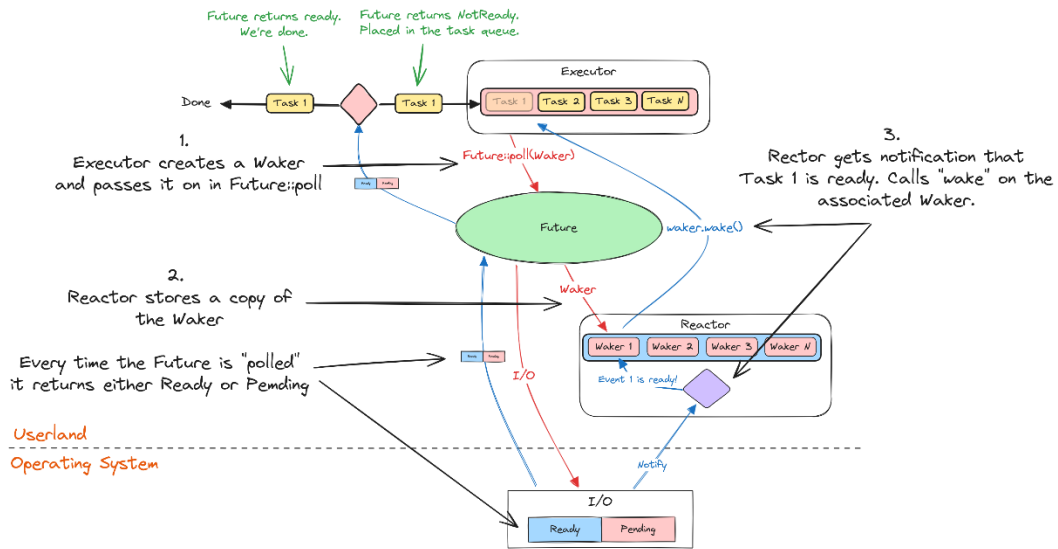 Future returns ready.
We're done.
Future returns NotReady.
Placed in the task queue.
Executor
Done
Task 1
Task 1
Task 1
Task 2
Task 3
Task N
1.
Executor creates a Waker
and passes it on in Future::poll
Future::poll(Waker)
3.
Rector gets notification that
Task 1 is ready. Calls "wake" on the
associated Waker.
Ready
Pending
Future
waker.wake()
2.
Reactor stores a copy of
the Waker
Waker
Reactor
Waker 1
Waker 2
Waker 3
Waker N
Every time the Future is "polled"
it returns either Ready or Pemding
Ready
Pending
I/O
Event 1 is ready!
Userland
Operating System
Notify
I/O
Ready
Pending